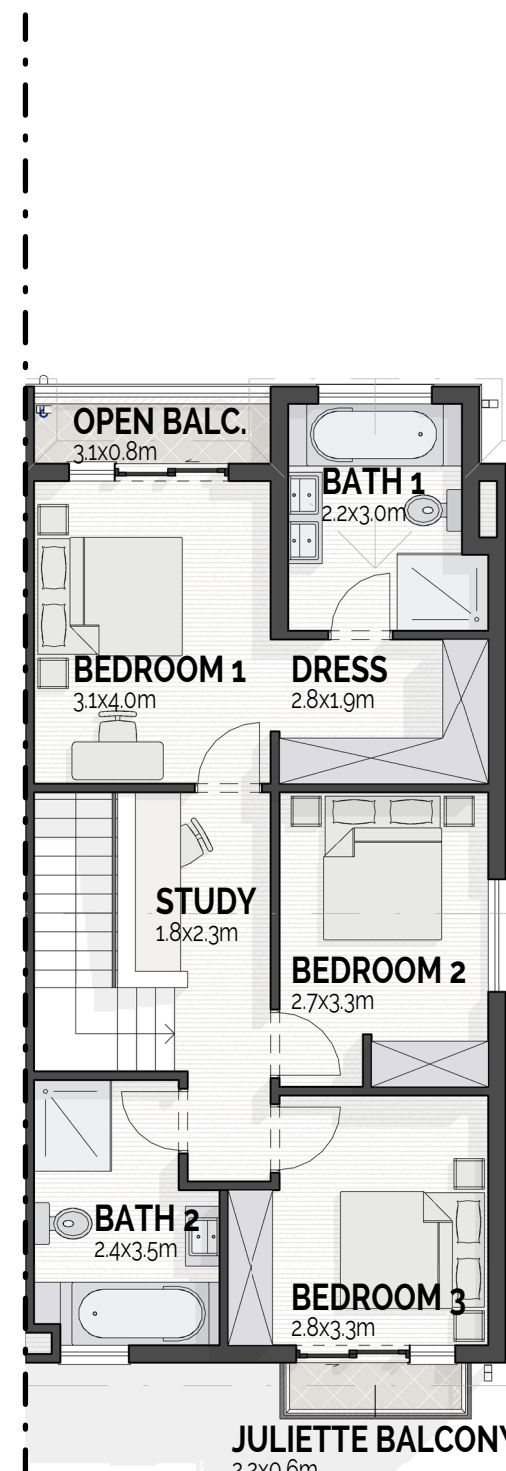 OPEN BALC.
3.1x0.8m
BATH 1
2.2x3.0m
BEDROOM 1
3.1x4.0m
DRESS
2.8x1.9m
STUDY
1.8x2.3m
BEDROOM 2
2.7x3.3m
BATH 2
2.4x3.5m
BEDROOM 3
2.8x3.3m
JULIETTE BALCONY